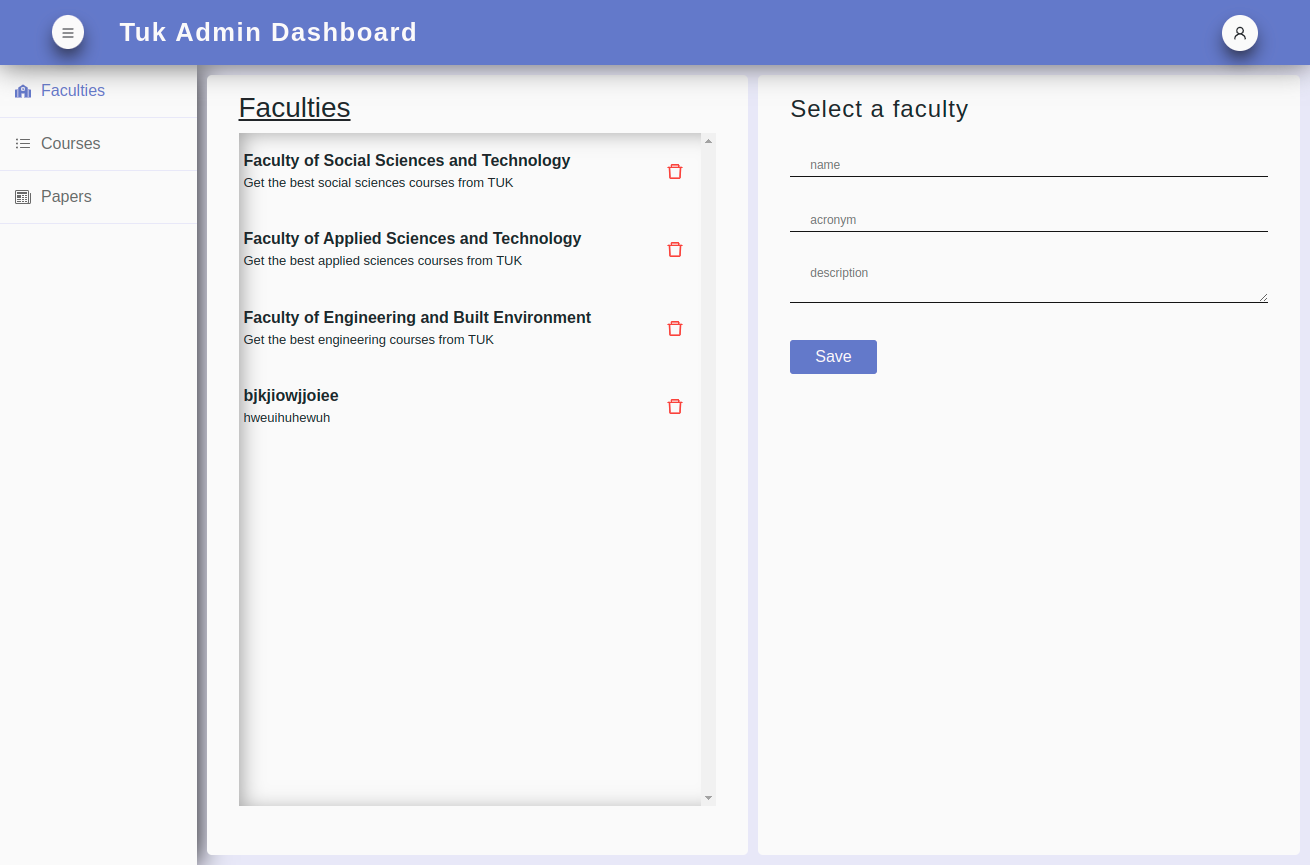 Tuk Admin Dashboard
Faculties
Courses
Papers
Faculties
Faculty of Social Sciences and Technology
Get the best social sciences courses from TUK
Faculty of Applied Sciences and Technology
Get the best applied sciences courses from TUK
Faculty of Engineering and Built Environment
Get the best engineering courses from TUK
bjkjiowjjoiee
hweuihuhewuh
Select a faculty
name
acronym
description
Save